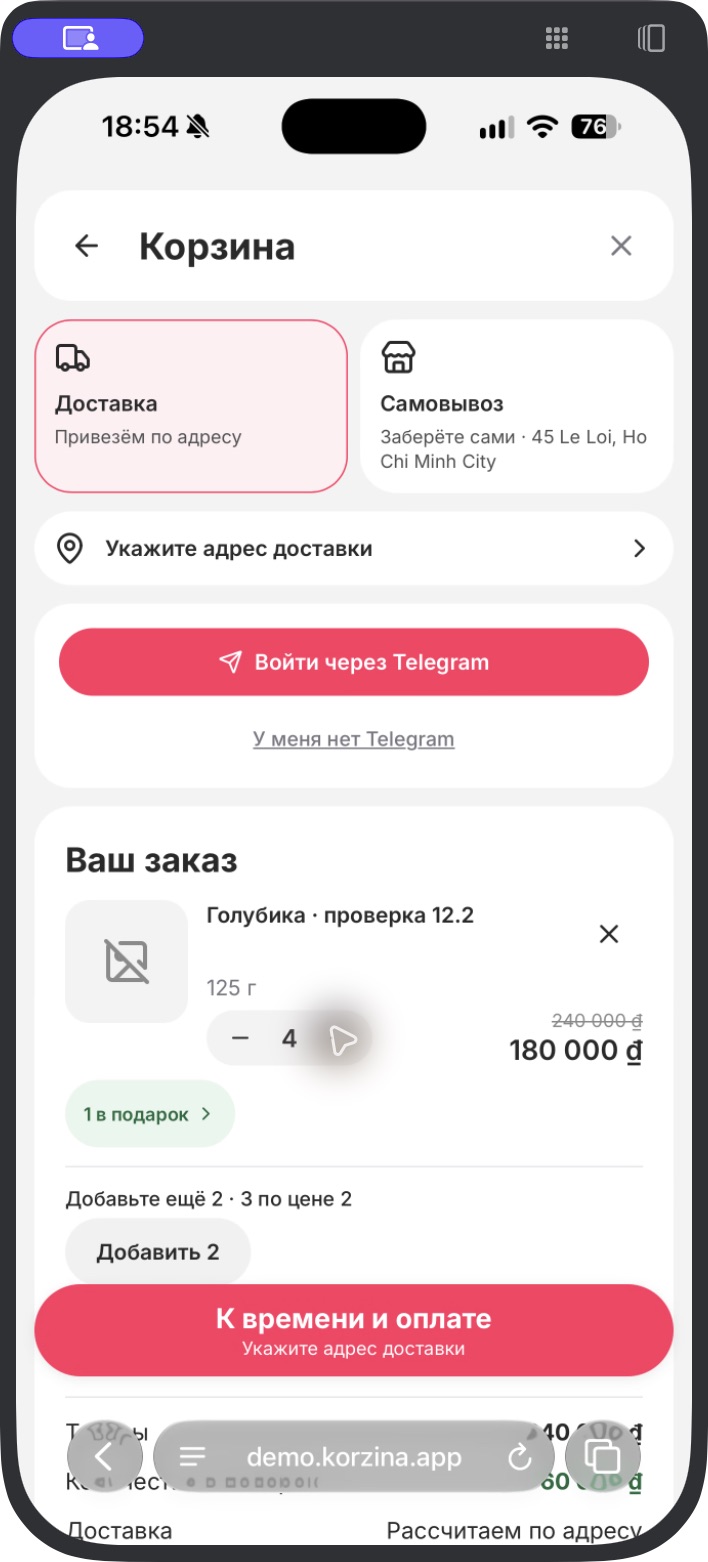 18:54
76
Корзина
Доставка
Привезём по адресу
Самовывоз
Заберёте сами · 45 Le Loi, Ho
Chi Minh City
Укажите адрес доставки
Войти через Telegram
У меня нет Telegram
Ваш заказ
Голубика · проверка 12.2
125 г
4
240 000 ₫
180 000 ₫
1 в подарок
Добавьте ещё 2 · 3 по цене 2
Добавить 2
К времени и оплате
Укажите адрес доставки
demo.korzina.app
Доставка
Рассчитаем по адресу